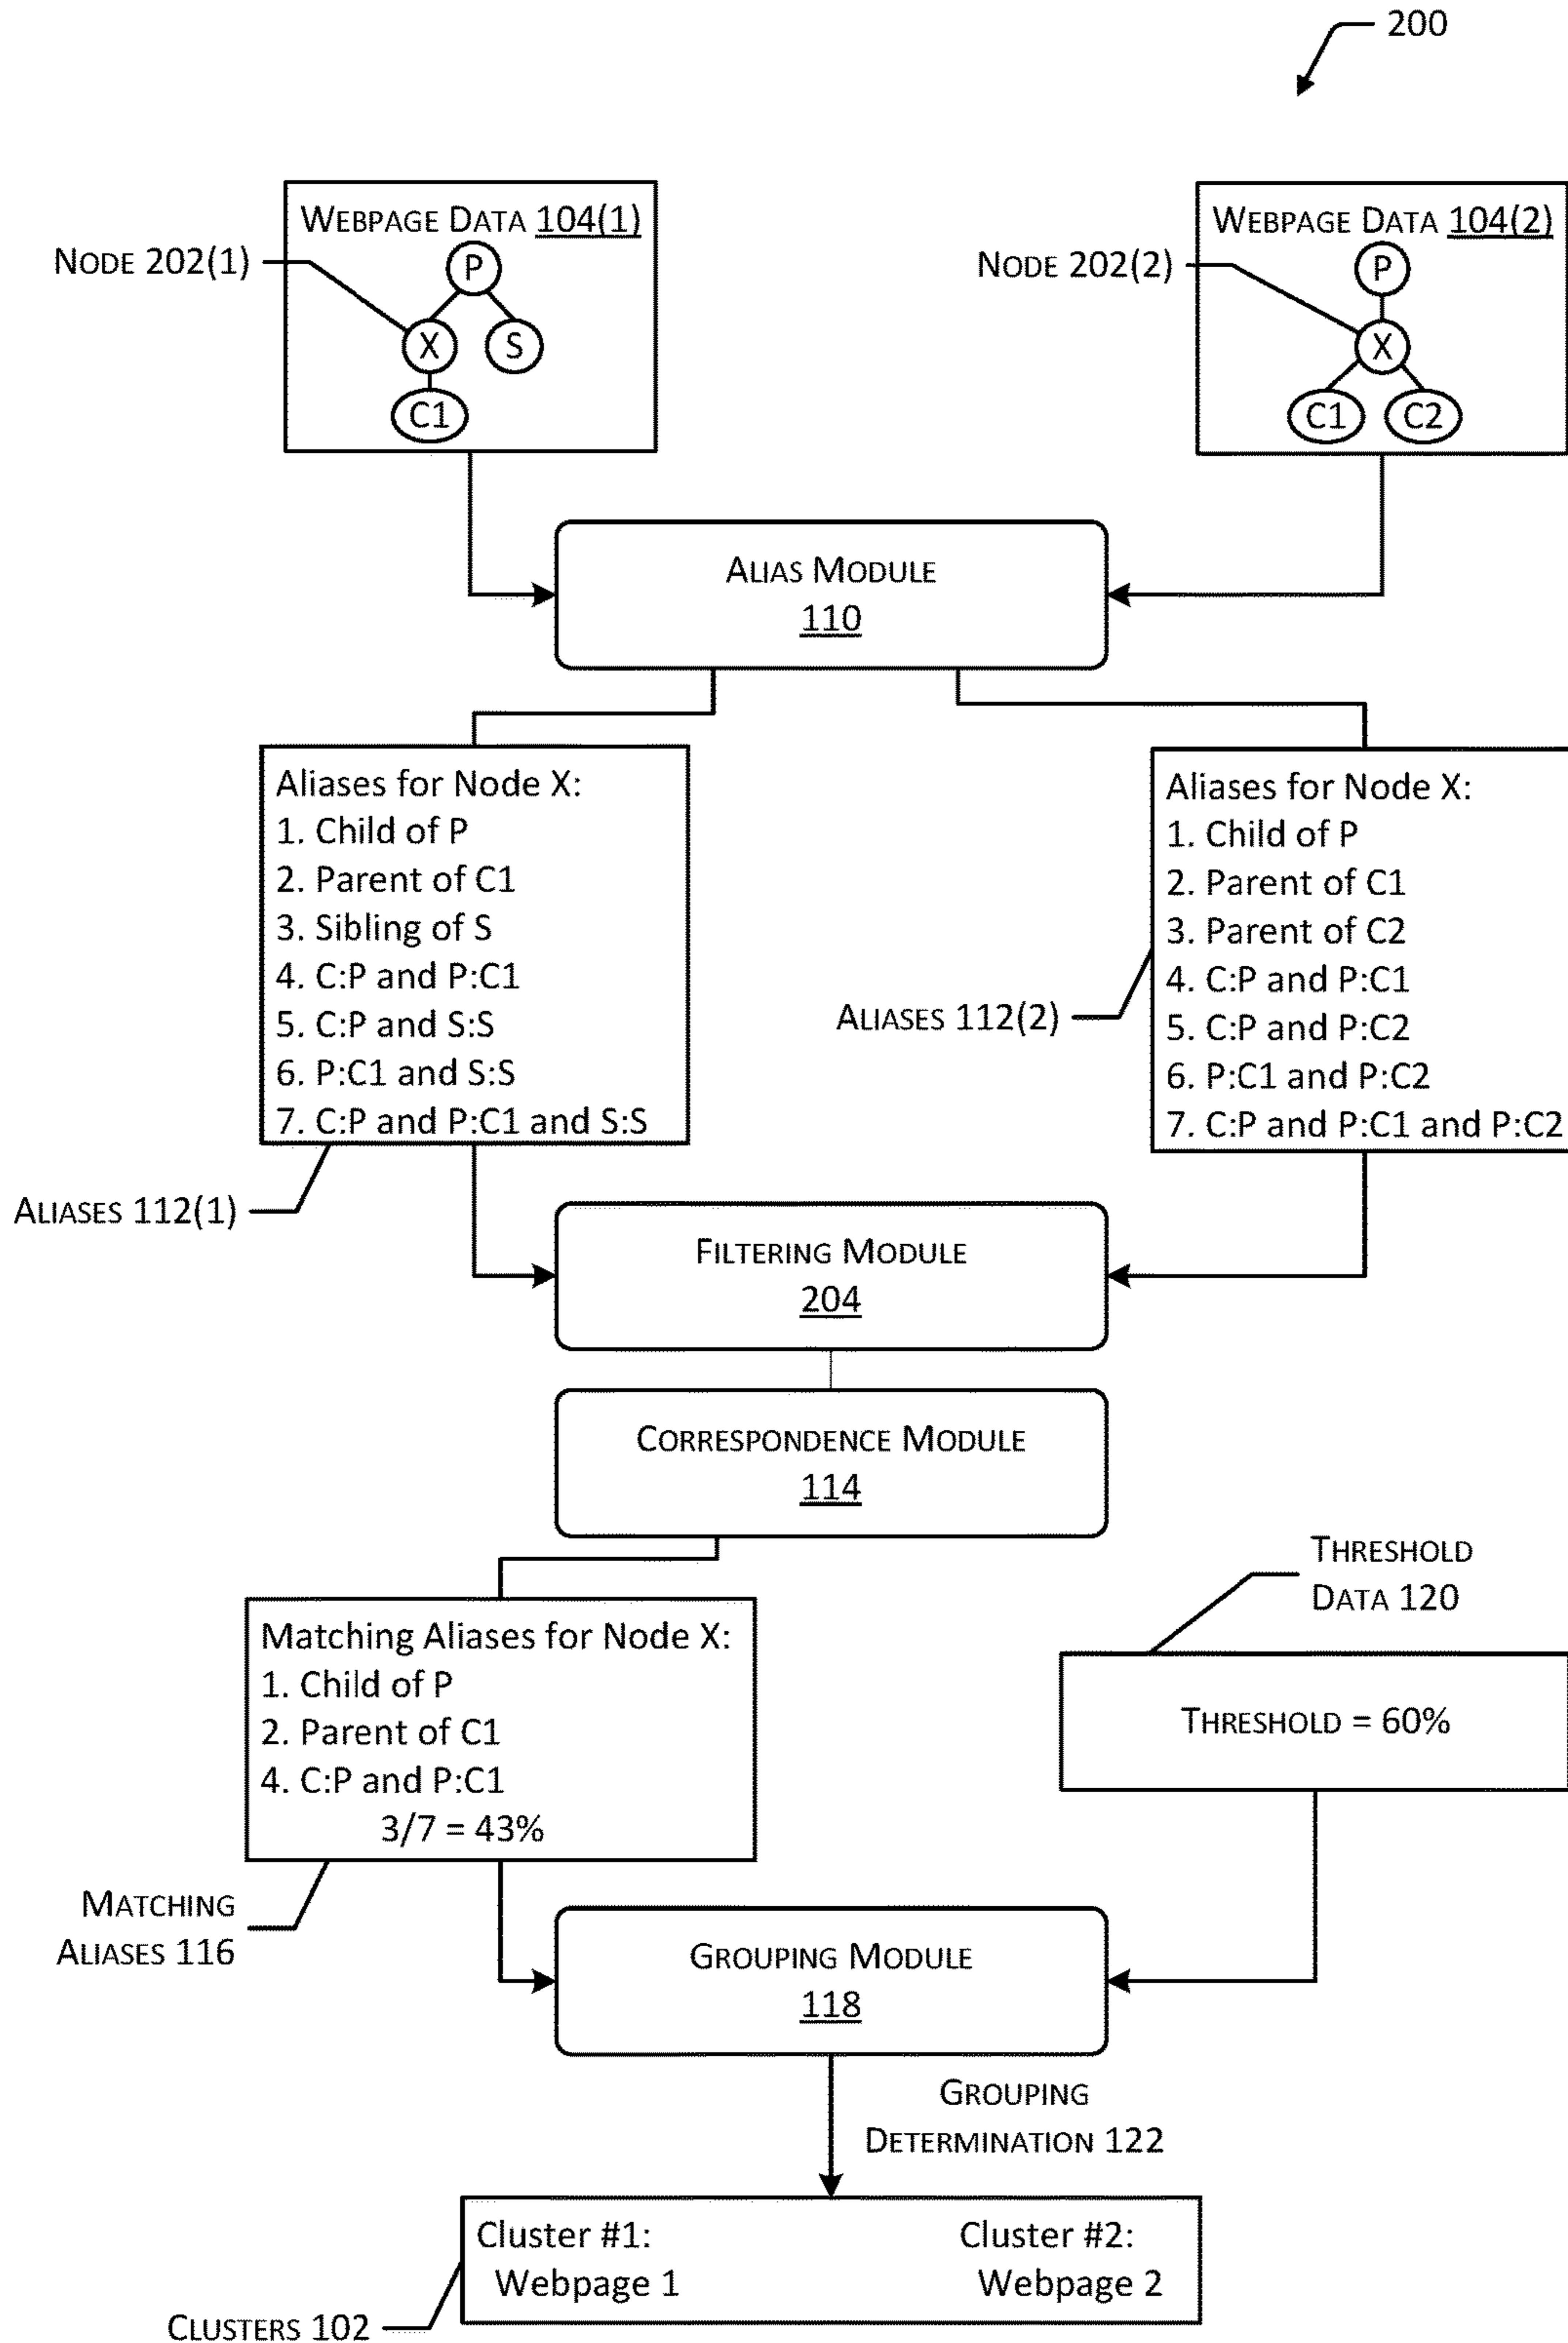 200
WEBPAGE DATA 104(1)
NODE 202(1)
P
X
S
C1
WEBPAGE DATA 104(2)
NODE 202(2)
P
X
C1
C2
ALIAS MODULE
110
Aliases for Node X:
1. Child of P
2. Parent of C1
3. Sibling of S
4. C:P and P:C1
5. C:P and S:S
6. P:C1 and S:S
7. C:P and P:C1 and S:S
ALIASES 112(1)
Aliases for Node X:
1. Child of P
2. Parent of C1
3. Parent of C2
4. C:P and P:C1
5. C:P and P:C2
6. P:C1 and P:C2
7. C:P and P:C1 and P:C2
ALIASES 112(2)
FILTERING MODULE
204
CORRESPONDENCE MODULE
114
Matching Aliases for Node X:
1. Child of P
2. Parent of C1
4. C:P and P:C1
3/7 = 43%
MATCHING
ALIASES 116
THRESHOLD
DATA 120
THRESHOLD = 60%
GROUPING MODULE
118
GROUPING
DETERMINATION 122
Cluster #1:
Webpage 1
Cluster #2:
Webpage 2
CLUSTERS 102